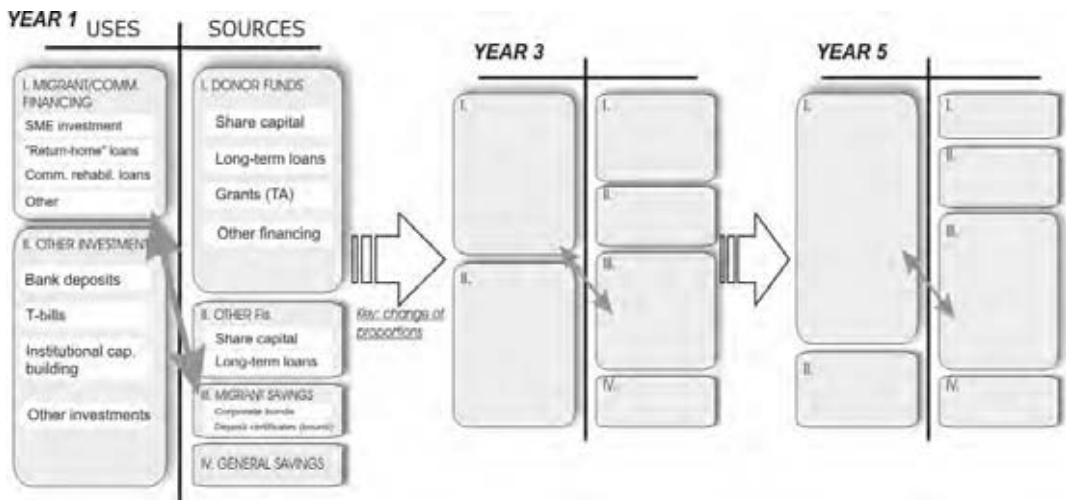 YEAR 1
USES
SOURCES
I. MIGRANT/COMM.
FINANCING
SME investment
"Return-home" loans
Comm. rehabil. loans
Other
II. OTHER INVESTMENT
Bank deposits
T-bills
Institutional cap.
building
Other investments
I. DONOR FUNDS
Share capital
Long-term loans
Grants (TA)
Other financing
II. OTHER FIs
Share capital
Long-term loans
III. MIGRANT SAVINGS
Corporate bonds
Deposit certificates (bound)
IV. GENERAL SAVINGS
Key: change of
proportions
YEAR 3
I.
II.
I.
II.
III.
IV.
YEAR 5
I.
II.
I.
II.
III.
IV.